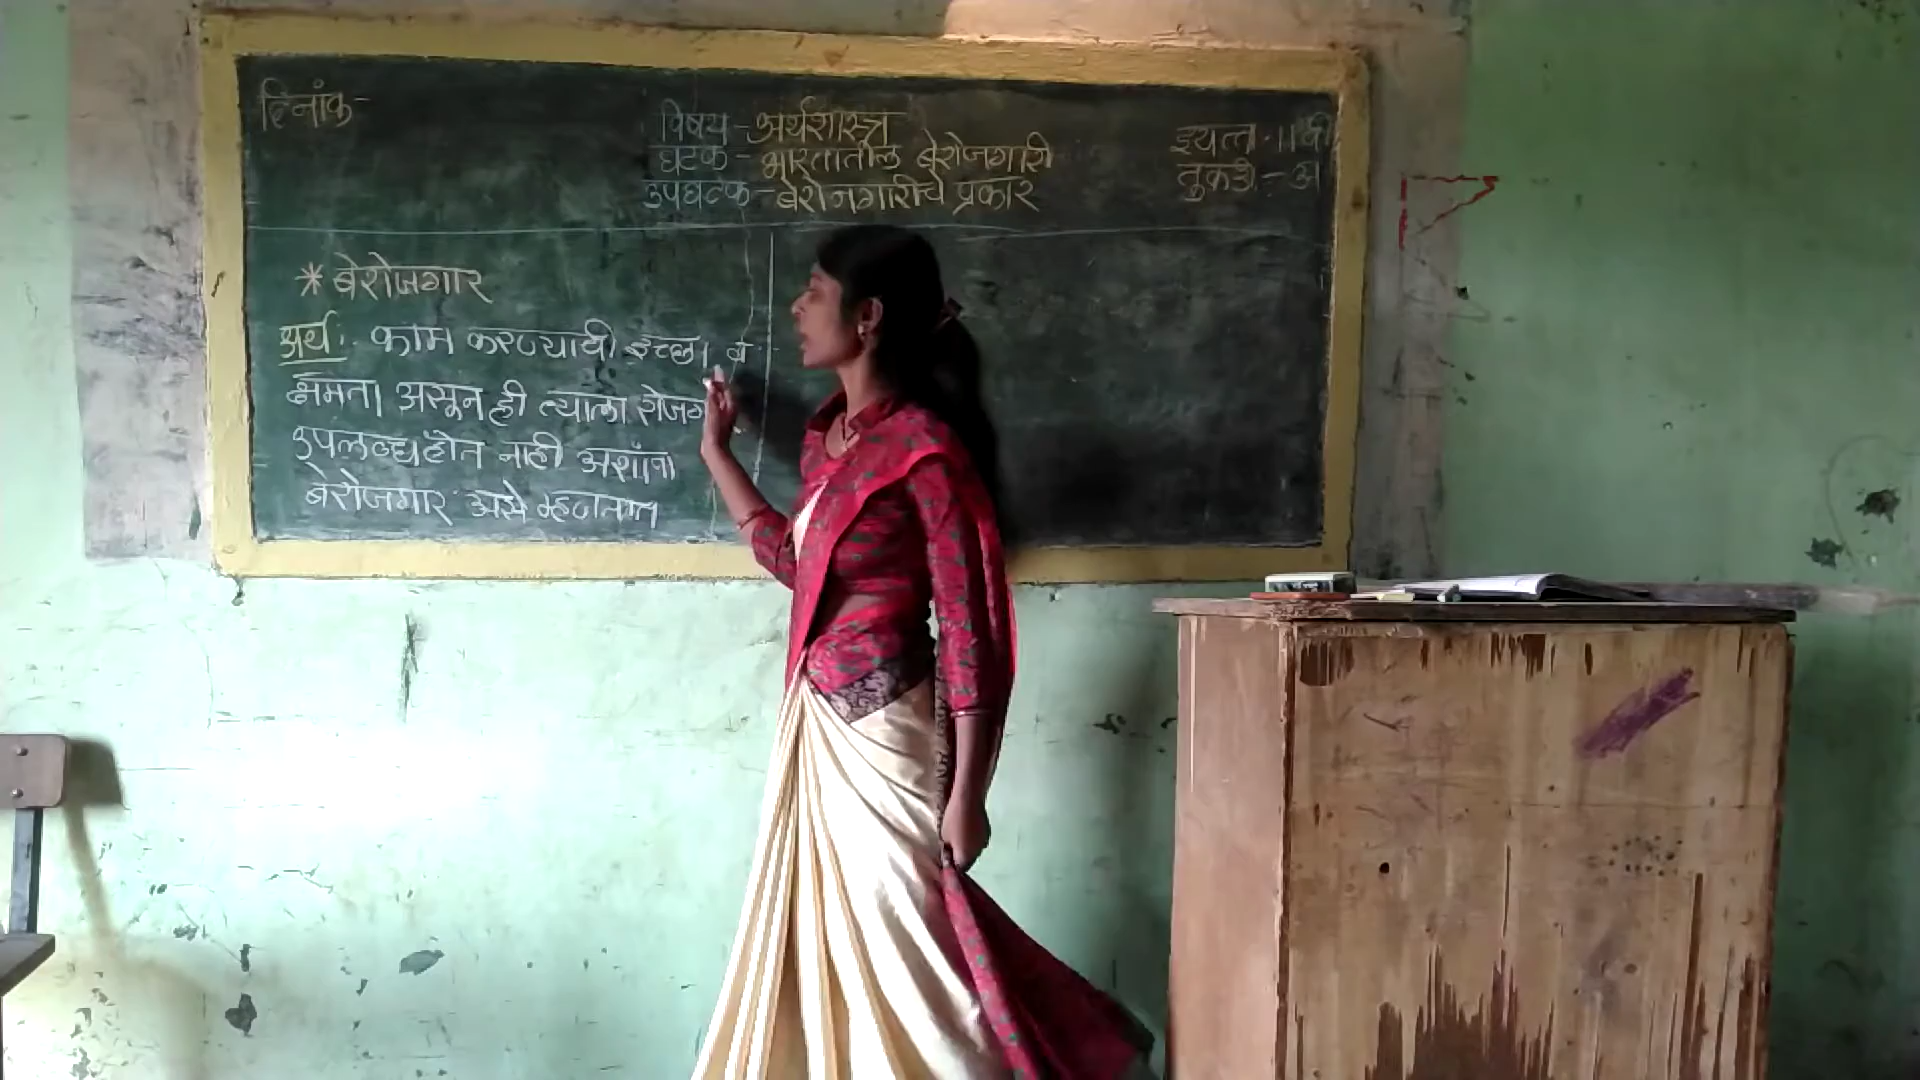 दिनांक-
विषय - अर्थशास्त्र
घटक - भारतातील बेरोजगारी
उपघटक - बेरोजगारीचे प्रकार
इयत्ता - 11वी
तुकडी - अ
* बेरोजगार
अर्थ:- काम करण्याची इच्छा व
क्षमता असून ही त्याला रोजगा
उपलब्ध होत नाही अशांना
बेरोजगार असे म्हणतात